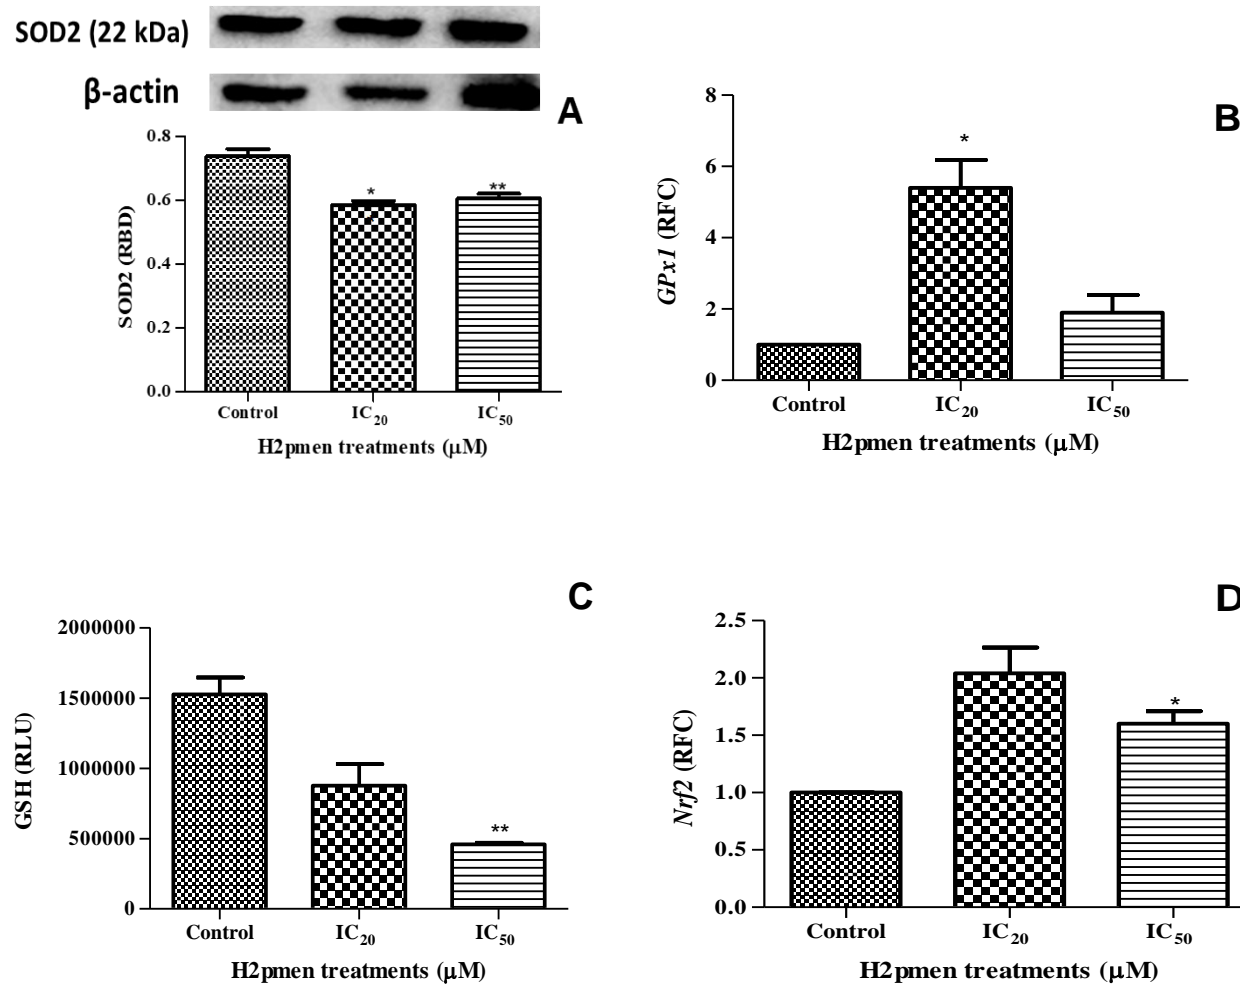 SOD2 (22 kDa)
β-actin
A
0.8
0.6
0.4
0.2
0.0
SOD2 (RBD)
*
**
Control
IC20
IC50
H2pmen treatments (μM)
B
8
6
4
2
0
GPx1 (RFC)
*
Control
IC20
IC50
H2pmen treatments (μM)
C
2000000
1500000
1000000
500000
0
GSH (RLU)
**
Control
IC20
IC50
H2pmen treatments (μM)
D
2.5
2.0
1.5
1.0
0.5
0.0
Nrf2 (RFC)
*
Control
IC20
IC50
H2pmen treatments (μM)